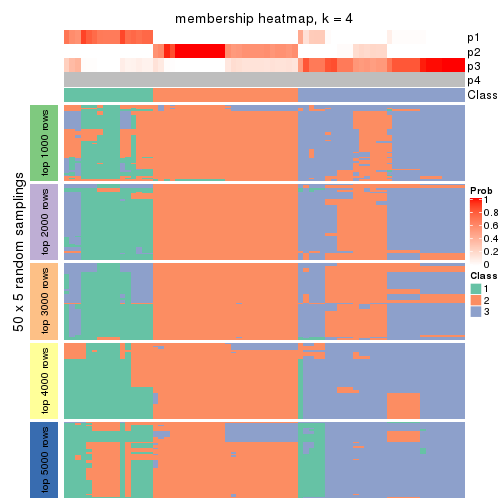 membership heatmap, k = 4
p1
p2
p3
p4
Class
50 x 5 random samplings
top 1000 rows
top 2000 rows
top 3000 rows
top 4000 rows
top 5000 rows
Prob
1
0.8
0.6
0.4
0.2
0
Class
1
2
3